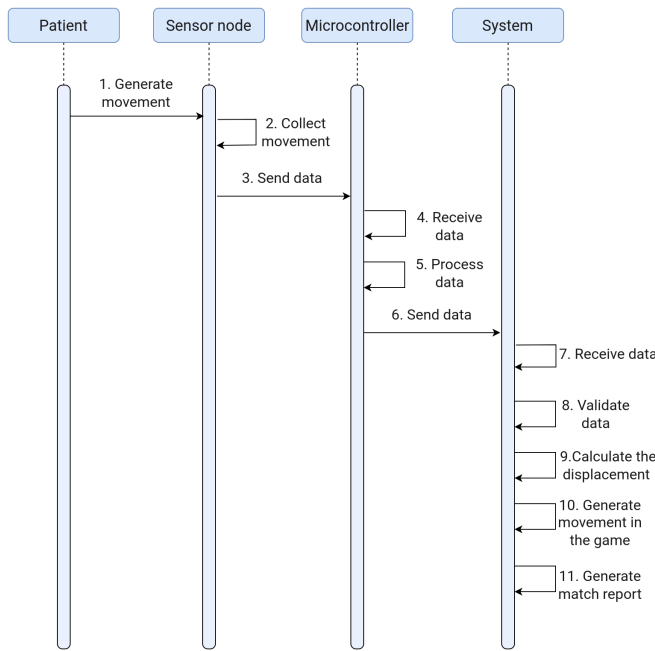 Patient
Sensor node
Microcontroller
System
1. Generate
movement
2. Collect
movement
3. Send data
4. Receive
data
5. Process
data
6. Send data
7. Receive data
8. Validate
data
9.Calculate the
displacement
10. Generate
movement in
the game
11. Generate
match report